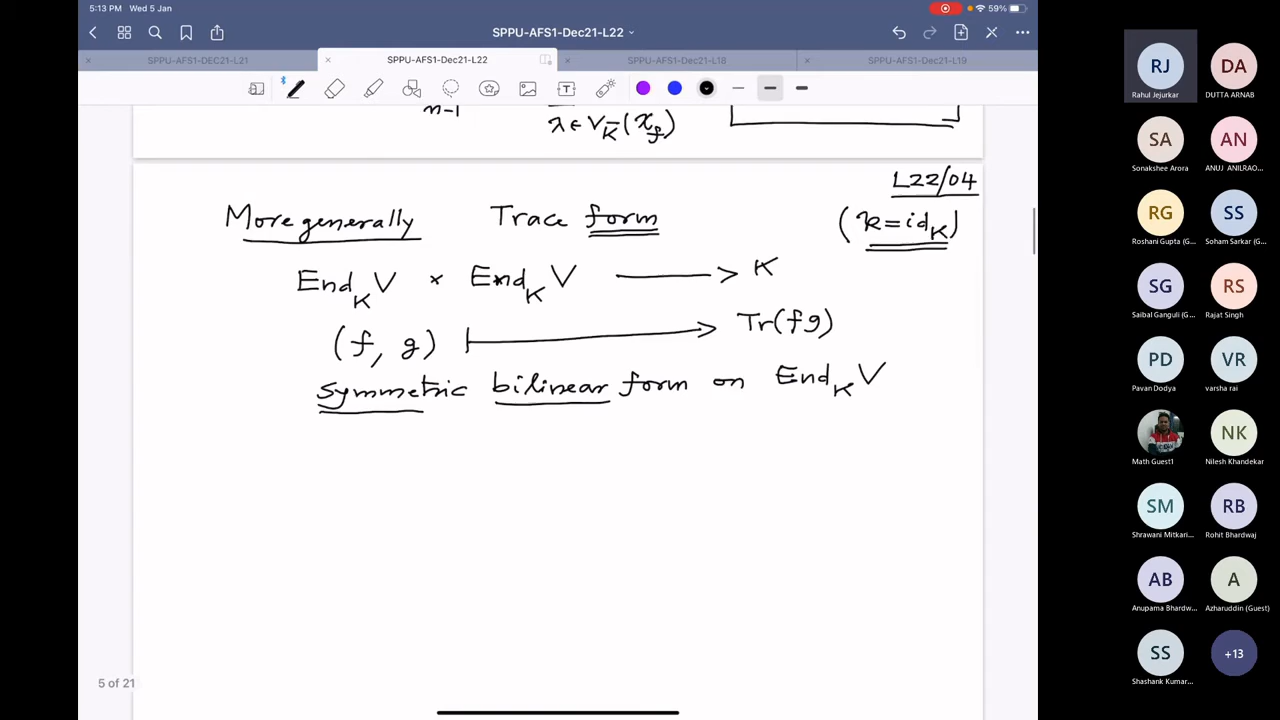 5:13 PM Wed 5 Jan
59%
SPPU-AFS1-Dec21-L22
SPPU-AFS1-DEC21-L21
SPPU-AFS1-DEC21-L22
SPPU-AFS1-Dec21-L18
SPPU-AFS1-Dec21-L19
n-1
λ ∈ V_K̄(χ_f)
L22/04
More generally Trace form (κ = id_K)
End_K V × End_K V ⟶ K
(f, g) ⟼ Tr(fg)
symmetric bilinear form on End_K V
5 of 21
RJ
Rahul Jejurkar
DA
DUTTA ARNAB
SA
Sonakshee Arora
AN
ANUJ ANILRAO...
RG
Roshani Gupta (G...
SS
Soham Sarkar (G...
SG
Saibal Ganguli (G...
RS
Rajat Singh
PD
Pavan Dodya
VR
varsha rai
Math Guest1
NK
Nilesh Khandekar
SM
Shrawani Mitkari...
RB
Rohit Bhardwaj
AB
Anupama Bhardw...
A
Azharuddin (Guest)
SS
Shashank Kumar...
+13